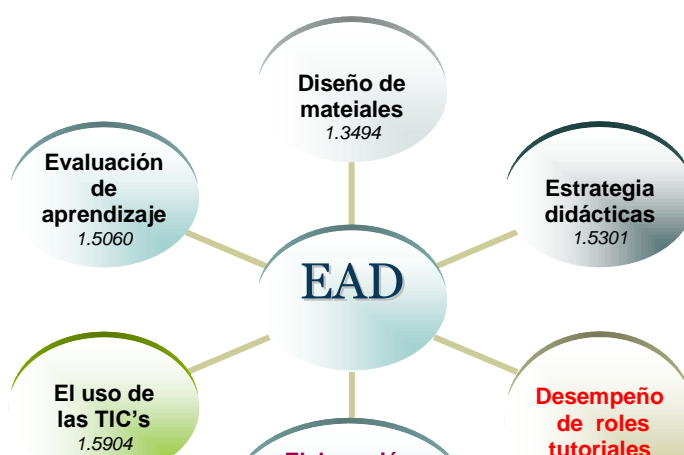 Diseño de
mateiales
1.3494
Evaluación
de
aprendizaje
1.5060
Estrategia
didácticas
1.5301
EAD
El uso de
las TIC’s
1.5904
Desempeño
de roles
tutoriales